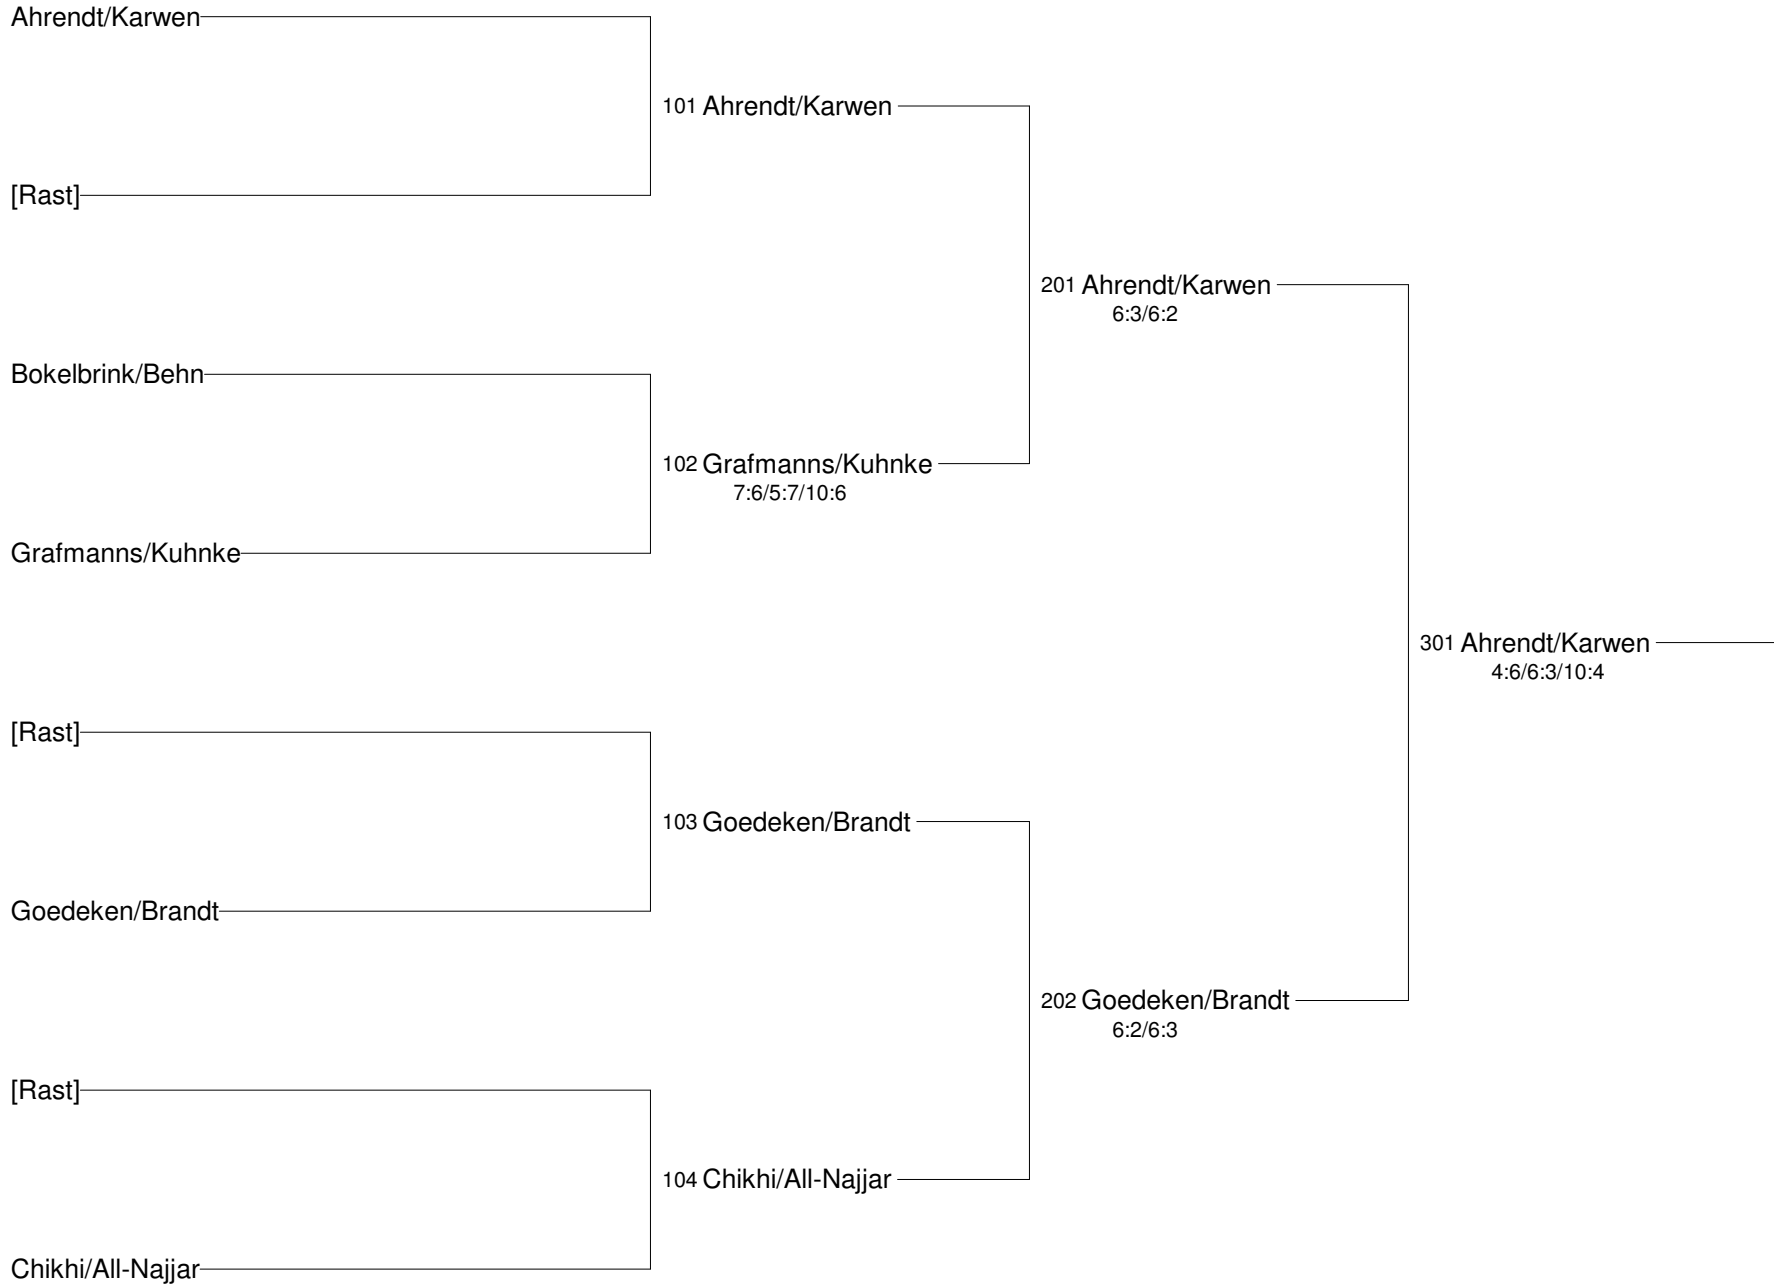 Ahrendt/Karwen
101 Ahrendt/Karwen
[Rast]
201 Ahrendt/Karwen
6:3/6:2
Bokelbrink/Behn
102 Grafmanns/Kuhnke
7:6/5:7/10:6
Grafmanns/Kuhnke
301 Ahrendt/Karwen
4:6/6:3/10:4
[Rast]
103 Goedeken/Brandt
Goedeken/Brandt
202 Goedeken/Brandt
6:2/6:3
[Rast]
104 Chikhi/All-Najjar
Chikhi/All-Najjar